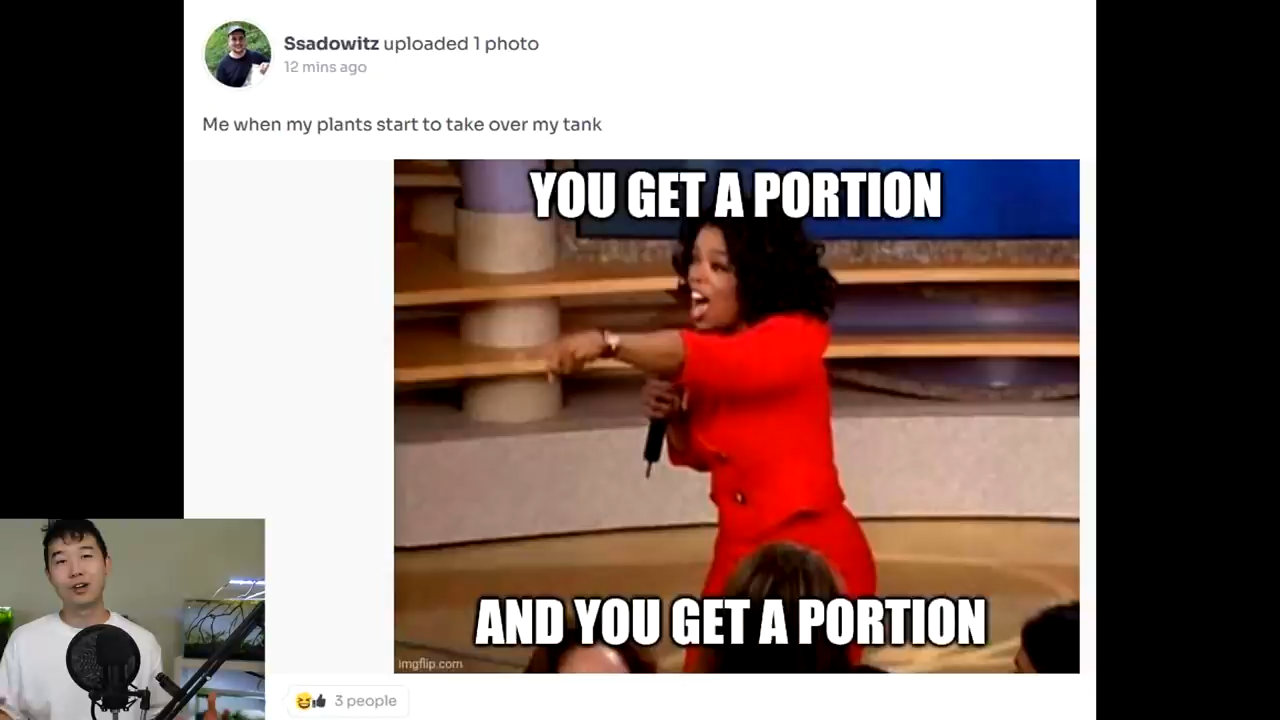 Ssadowitz uploaded 1 photo
12 mins ago
Me when my plants start to take over my tank
YOU GET A PORTION
AND YOU GET A PORTION
imgflip.com
3 people